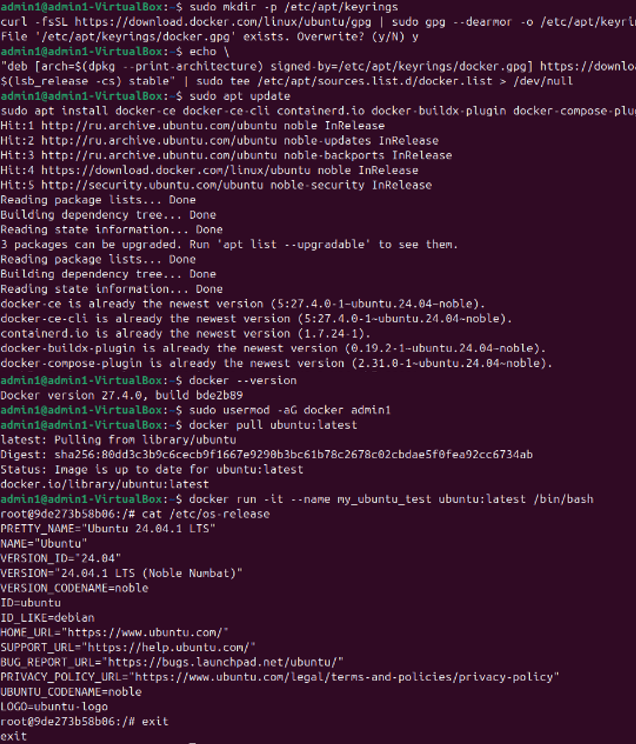 admin1@admin1-VirtualBox:~$ sudo mkdir -p /etc/apt/keyrings
curl -fsSL https://download.docker.com/linux/ubuntu/gpg | sudo gpg --dearmor -o /etc/apt/keyri
File '/etc/apt/keyrings/docker.gpg' exists. Overwrite? (y/N) y
admin1@admin1-VirtualBox:~$ echo \
"deb [arch=$(dpkg --print-architecture) signed-by=/etc/apt/keyrings/docker.gpg] https://downlo
$(lsb_release -cs) stable" | sudo tee /etc/apt/sources.list.d/docker.list > /dev/null
admin1@admin1-VirtualBox:~$ sudo apt update
sudo apt install docker-ce docker-ce-cli containerd.io docker-buildx-plugin docker-compose-plu
Hit:1 http://ru.archive.ubuntu.com/ubuntu noble InRelease
Hit:2 http://ru.archive.ubuntu.com/ubuntu noble-updates InRelease
Hit:3 http://ru.archive.ubuntu.com/ubuntu noble-backports InRelease
Hit:4 https://download.docker.com/linux/ubuntu noble InRelease
Hit:5 http://security.ubuntu.com/ubuntu noble-security InRelease
Reading package lists... Done
Building dependency tree... Done
Reading state information... Done
3 packages can be upgraded. Run 'apt list --upgradable' to see them.
Reading package lists... Done
Building dependency tree... Done
Reading state information... Done
docker-ce is already the newest version (5:27.4.0-1~ubuntu.24.04~noble).
docker-ce-cli is already the newest version (5:27.4.0-1~ubuntu.24.04~noble).
containerd.io is already the newest version (1.7.24-1).
docker-buildx-plugin is already the newest version (0.19.2-1~ubuntu.24.04~noble).
docker-compose-plugin is already the newest version (2.31.0-1~ubuntu.24.04~noble).
admin1@admin1-VirtualBox:~$ docker --version
Docker version 27.4.0, build bde2b89
admin1@admin1-VirtualBox:~$ sudo usermod -aG docker admin1
admin1@admin1-VirtualBox:~$ docker pull ubuntu:latest
latest: Pulling from library/ubuntu
Digest: sha256:80dd3c3b9c6cecb9f1667e9290b3bc61b78c2678c02cbdae5f0fea92cc6734ab
Status: Image is up to date for ubuntu:latest
docker.io/library/ubuntu:latest
admin1@admin1-VirtualBox:~$ docker run -it --name my_ubuntu_test ubuntu:latest /bin/bash
root@9de273b58b06:/# cat /etc/os-release
PRETTY_NAME="Ubuntu 24.04.1 LTS"
NAME="Ubuntu"
VERSION_ID="24.04"
VERSION="24.04.1 LTS (Noble Numbat)"
VERSION_CODENAME=noble
ID=ubuntu
ID_LIKE=debian
HOME_URL="https://www.ubuntu.com/"
SUPPORT_URL="https://help.ubuntu.com/"
BUG_REPORT_URL="https://bugs.launchpad.net/ubuntu/"
PRIVACY_POLICY_URL="https://www.ubuntu.com/legal/terms-and-policies/privacy-policy"
UBUNTU_CODENAME=noble
LOGO=ubuntu-logo
root@9de273b58b06:/# exit
exit